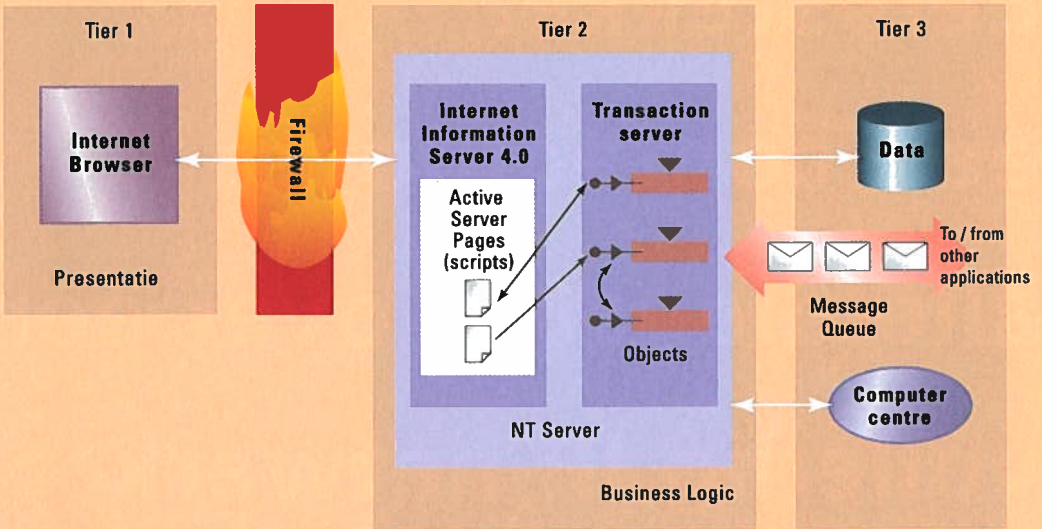 Tier 1
Internet
Browser
Presentatie
Firewall
Tier 2
Internet
Information
Server 4.0
Active
Server
Pages
(scripts)
Transaction
server
Objects
NT Server
Business Logic
Tier 3
Data
To / from
other
applications
Message
Queue
Computer
centre